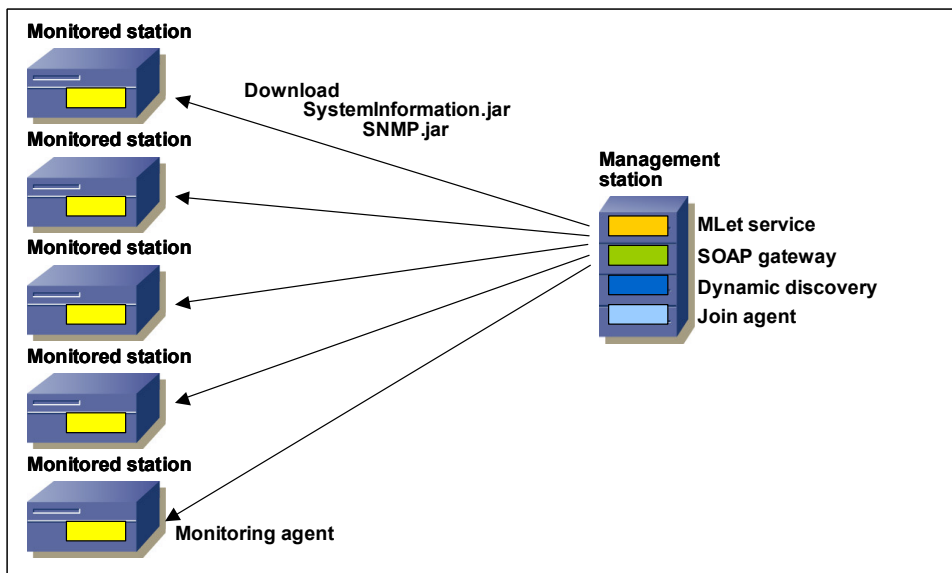 Monitored station
Download
SystemInformation.jar
SNMP.jar
Monitored station
Management
station
MLet service
SOAP gateway
Dynamic discovery
Join agent
Monitored station
Monitored station
Monitored station
Monitoring agent